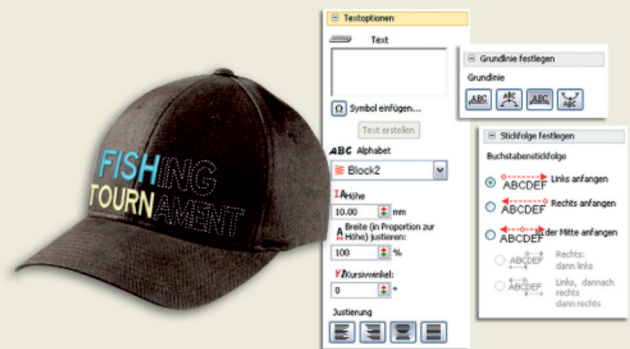 FISHING
TOURNAMENT
Textoptionen
Text
Symbol einfügen...
Text erstellen
ABC Alphabet
Block2
Höhe
10.00 mm
Breite (in Proportion zur
Höhe) justieren:
100 %
Kursivwinkel:
0 °
Justierung
Grundlinie festlegen
Grundlinie
ABC
ABC
ABC
ABC
Stickfolge festlegen
Buchstabenstickfolge
ABCDEF Links anfangen
ABCDEF Rechts anfangen
ABCDEF der Mitte anfangen
ABCDEF Rechts:
dann links
ABCDEF Links, dannach
rechts
dann rechts